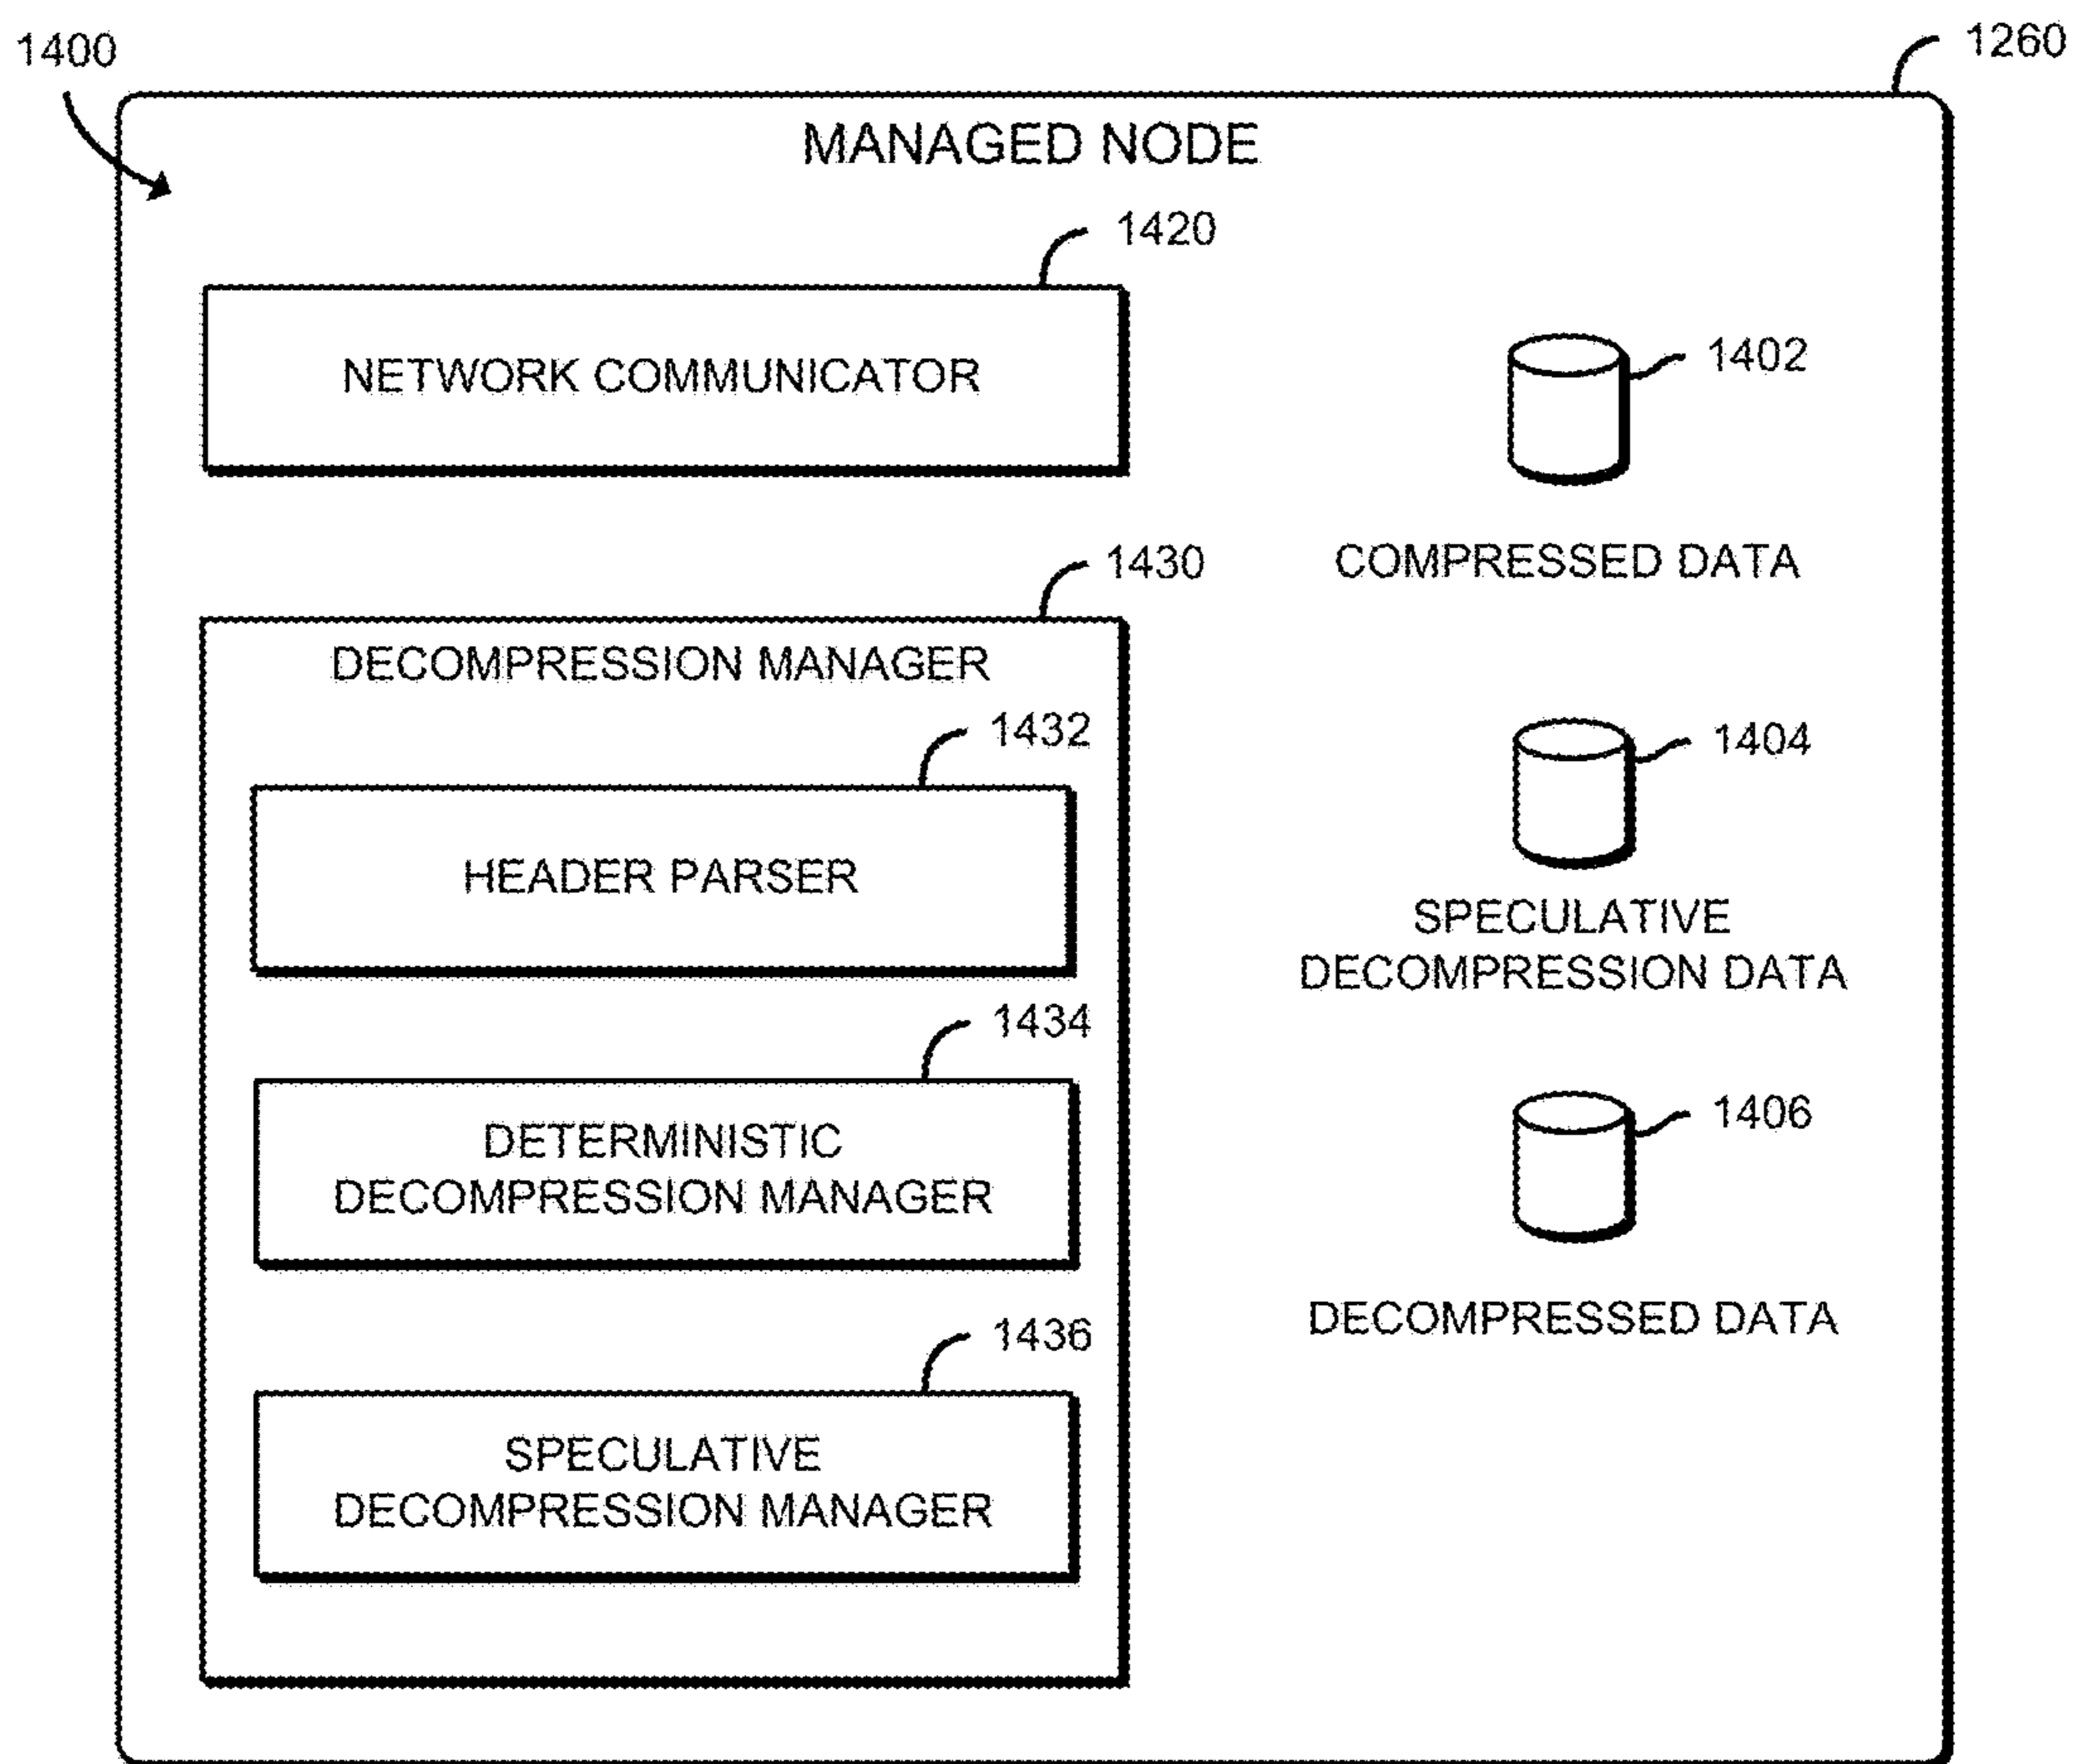 1400
1260
MANAGED NODE
1420
NETWORK COMMUNICATOR
1402
COMPRESSED DATA
1430
DECOMPRESSION MANAGER
1432
HEADER PARSER
1404
SPECULATIVE
DECOMPRESSION DATA
1434
DETERMINISTIC
DECOMPRESSION MANAGER
1406
DECOMPRESSED DATA
1436
SPECULATIVE
DECOMPRESSION MANAGER